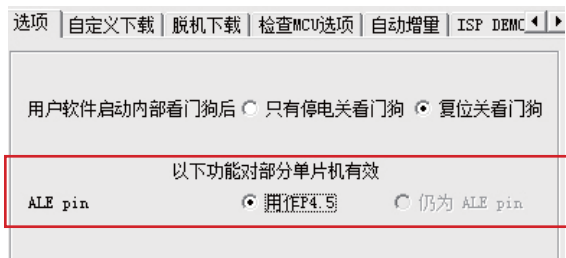 选项 自定义下载 脱机下载 检查MCU选项 自动增量 ISP DEMO
用户软件启动内部看门狗后 只有停电关看门狗 复位关看门狗
以下功能对部分单片机有效
ALE pin 用作P4.5 仍为 ALE pin